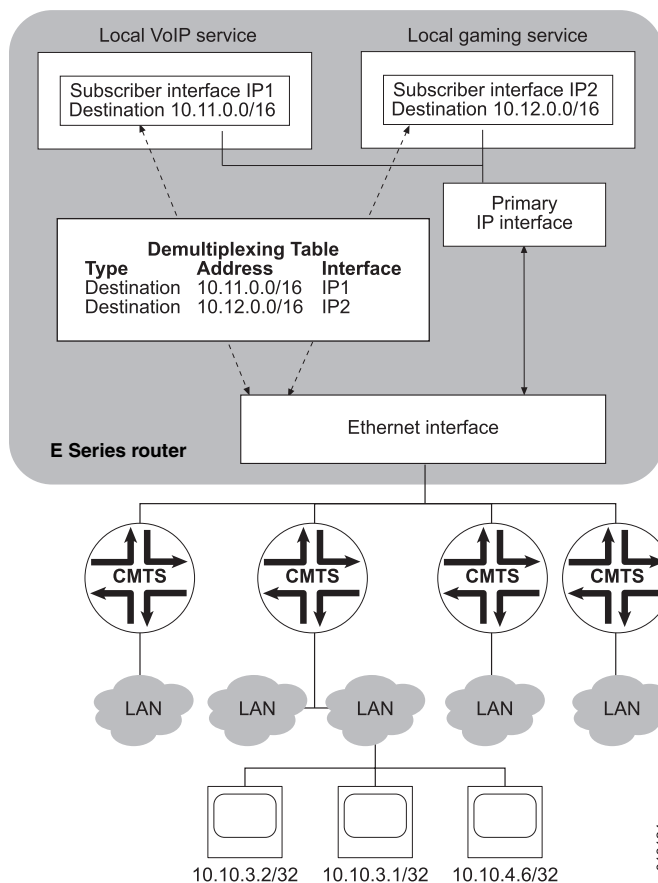 Local VoIP service
Local gaming service
Subscriber interface IP1
Destination 10.11.0.0/16
Subscriber interface IP2
Destination 10.12.0.0/16
Primary
IP interface
Demultiplexing Table
Type Address Interface
Destination 10.11.0.0/16 IP1
Destination 10.12.0.0/16 IP2
Ethernet interface
E Series router
CMTS CMTS CMTS CMTS
LAN LAN LAN LAN LAN
10.10.3.2/32 10.10.3.1/32 10.10.4.6/32